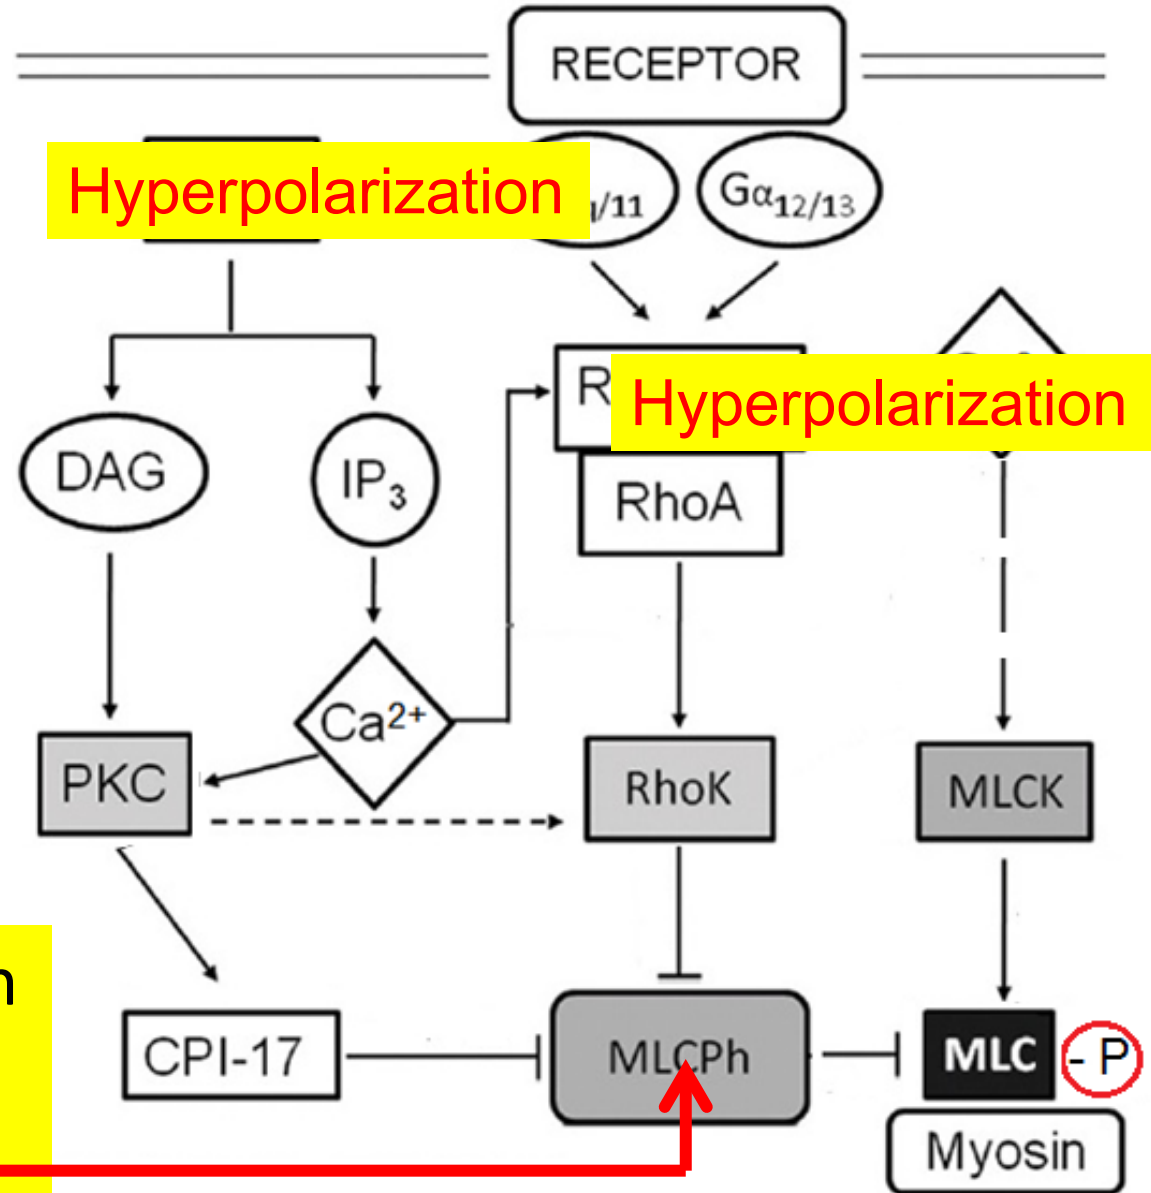 RECEPTOR
Hyperpolarization
/11
Gα12/13
Hyperpolarization
DAG
IP3
RhoA
Ca2+
PKC
RhoK
MLCK
CPI-17
MLCPh
MLC
- P
Myosin